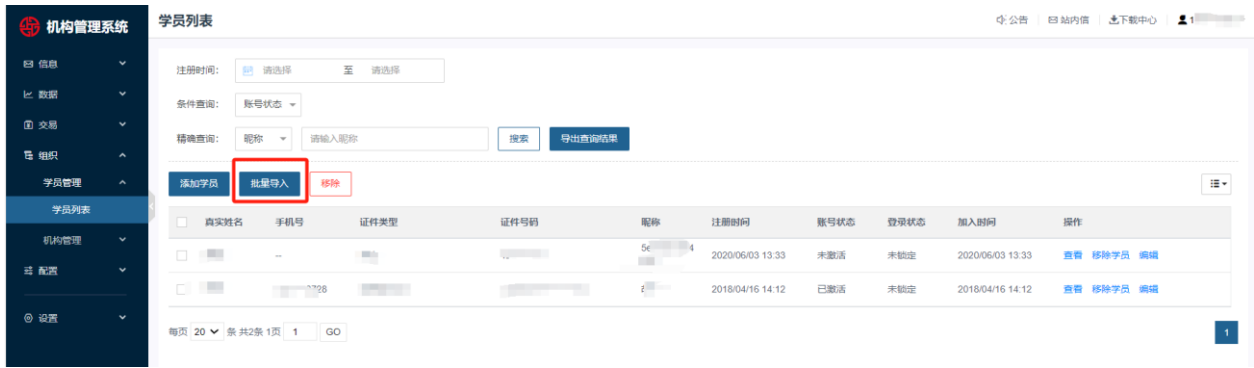 机构管理系统
学员列表
公告 站内信 下载中心 1
信息
数据
交易
组织
学员管理
学员列表
机构管理
配置
设置
注册时间： 请选择 至 请选择
条件查询： 账号状态
精确查询： 昵称 请输入昵称 搜索 导出查询结果
添加学员 批量导入 移除
真实姓名 手机号 证件类型 证件号码 昵称 注册时间 账号状态 登录状态 加入时间 操作
-- 2020/06/03 13:33 未激活 未锁定 2020/06/03 13:33 查看 移除学员 编辑
2018/04/16 14:12 已激活 未锁定 2018/04/16 14:12 查看 移除学员 编辑
每页 20 条 共2条 1页 1 GO
1